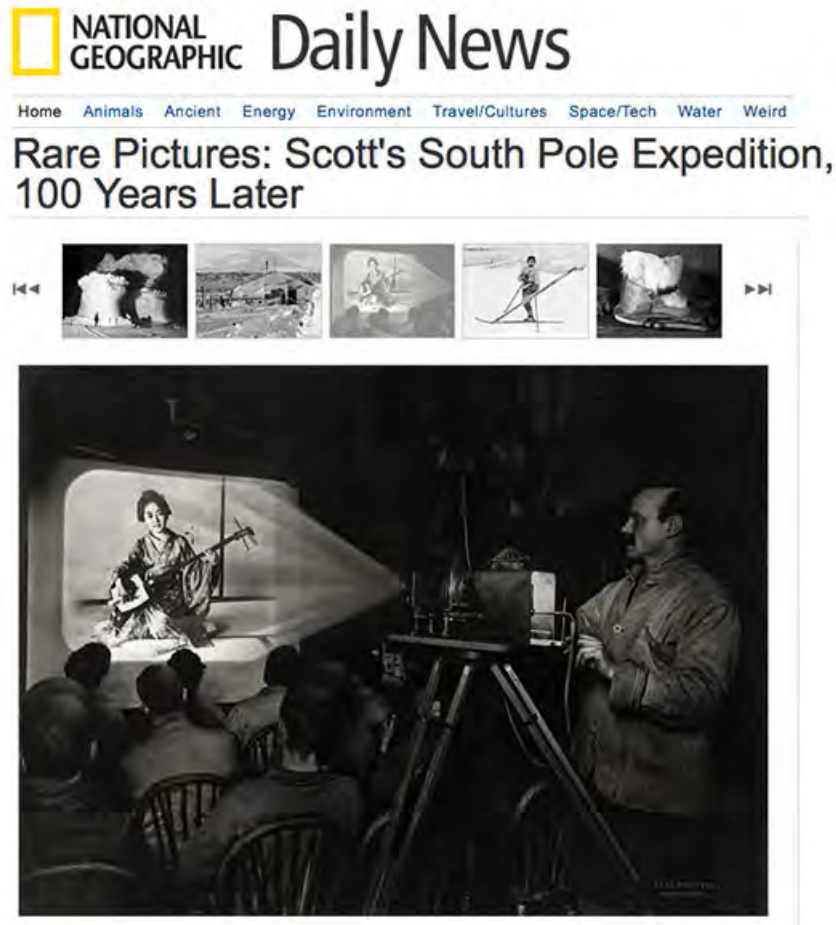 NATIONAL
GEOGRAPHIC
Daily News
Home Animals Ancient Energy Environment Travel/Cultures Space/Tech Water Weird
Rare Pictures: Scott's South Pole Expedition,
100 Years Later